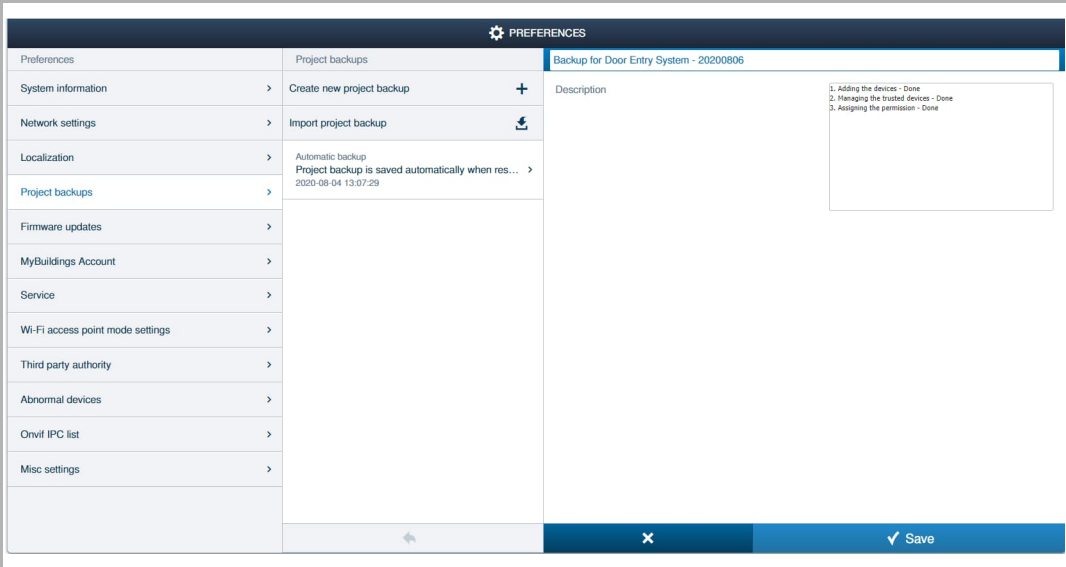 PREFERENCES
Preferences
System information
Network settings
Localization
Project backups
Firmware updates
MyBuildings Account
Service
Wi-Fi access point mode settings
Third party authority
Abnormal devices
Onvif IPC list
Misc settings
Project backups
Create new project backup
Import project backup
Automatic backup
Project backup is saved automatically when res...
2020-08-04 13:07:29
Backup for Door Entry System - 20200806
Description
1. Adding the devices - Done
2. Managing the trusted devices - Done
3. Assigning the permission - Done
Save